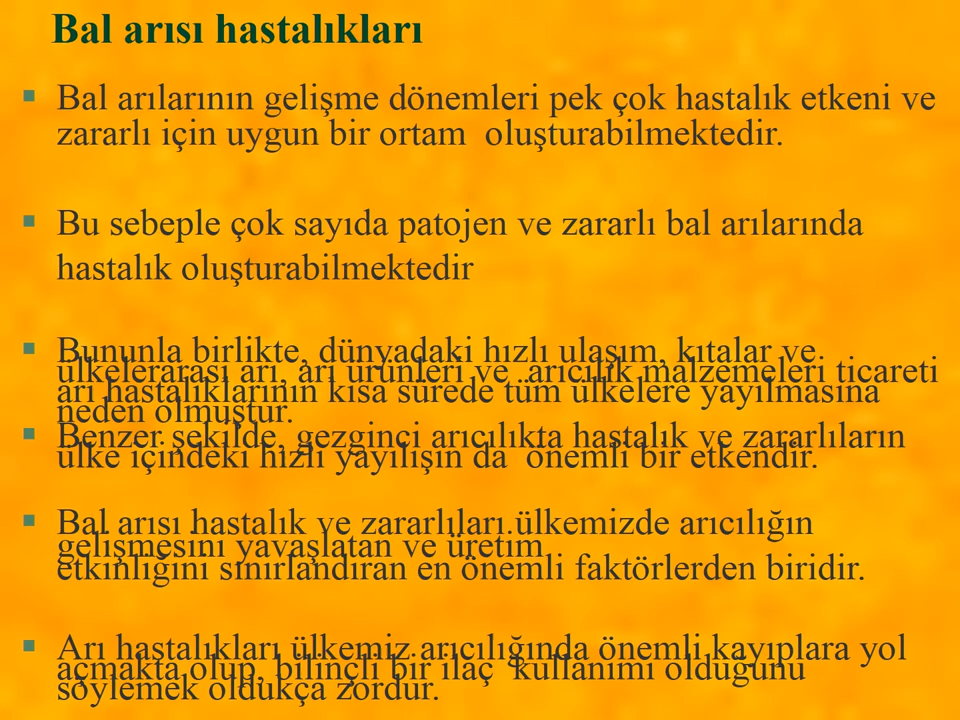 Bal arısı hastalıkları
▪ Bal arılarının gelişme dönemleri pek çok hastalık etkeni ve
zararlı için uygun bir ortam oluşturabilmektedir.
▪ Bu sebeple çok sayıda patojen ve zararlı bal arılarında
hastalık oluşturabilmektedir
▪ Bununla birlikte, dünyadaki hızlı ulaşım, kıtalar ve
ülkelerarası arı, arı ürünleri ve arıcılık malzemeleri ticareti
arı hastalıklarının kısa sürede tüm ülkelere yayılmasına
neden olmuştur.
▪ Benzer şekilde, gezginci arıcılıkta hastalık ve zararlıların
ülke içindeki hızlı yayılışın da önemli bir etkendir.
▪ Bal arısı hastalık ve zararlıları ülkemizde arıcılığın
gelişmesini yavaşlatan ve üretim
etkinliğini sınırlandıran en önemli faktörlerden biridir.
▪ Arı hastalıkları ülkemiz arıcılığında önemli kayıplara yol
açmakta olup, bilinçli bir ilaç kullanımı olduğunu
söylemek oldukça zordur.